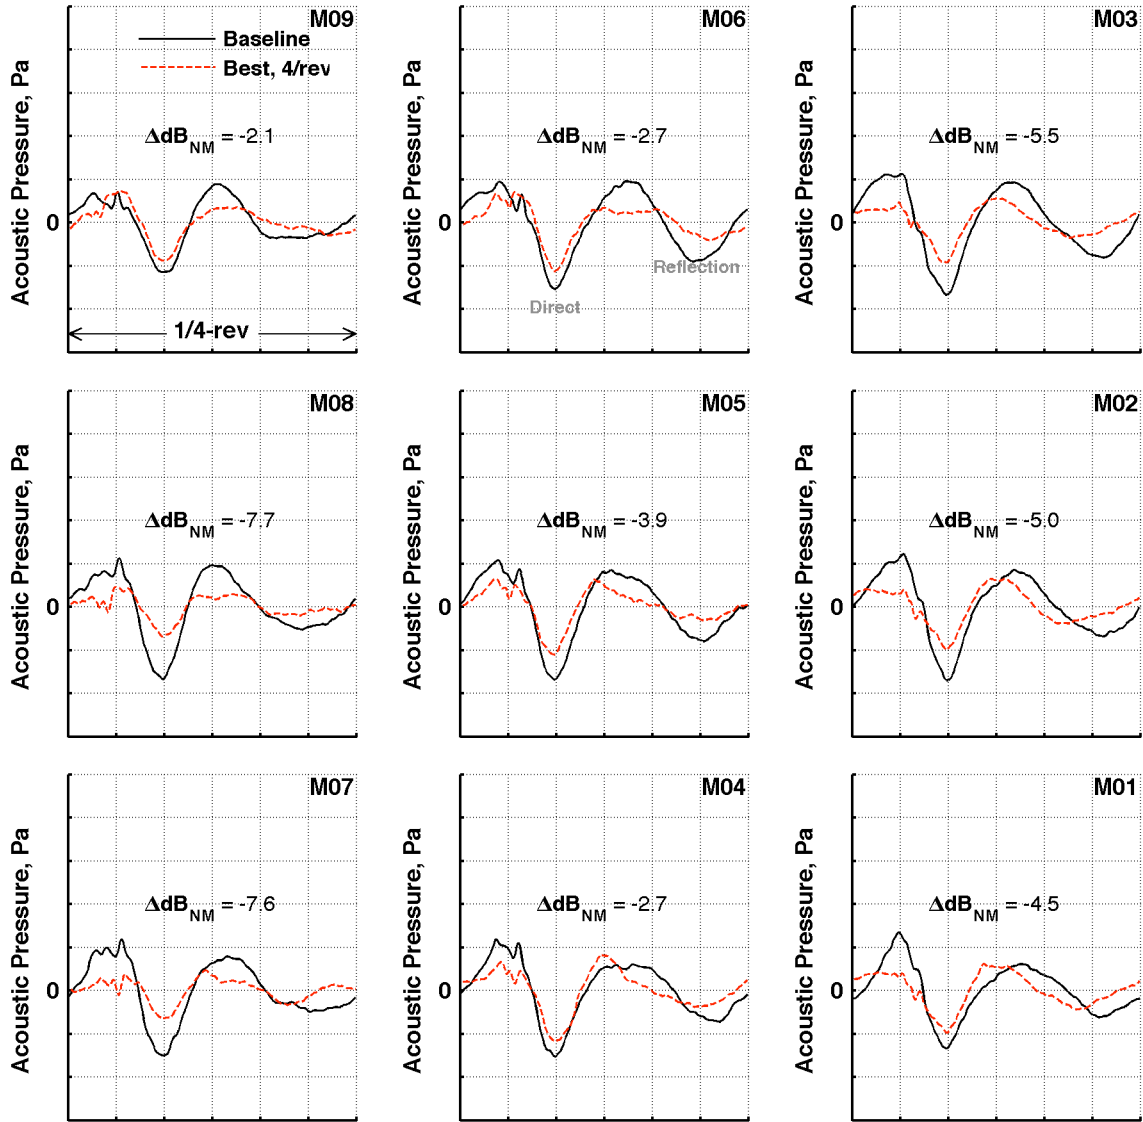 M09
Baseline
Best, 4/rev
Acoustic Pressure, Pa
ΔdB_NM = -2.1
0
1/4-rev
M06
Acoustic Pressure, Pa
ΔdB_NM = -2.7
0
Reflection
Direct
M03
Acoustic Pressure, Pa
ΔdB_NM = -5.5
0
M08
Acoustic Pressure, Pa
ΔdB_NM = -7.7
0
M05
Acoustic Pressure, Pa
ΔdB_NM = -3.9
0
M02
Acoustic Pressure, Pa
ΔdB_NM = -5.0
0
M07
Acoustic Pressure, Pa
ΔdB_NM = -7.6
0
M04
Acoustic Pressure, Pa
ΔdB_NM = -2.7
0
M01
Acoustic Pressure, Pa
ΔdB_NM = -4.5
0